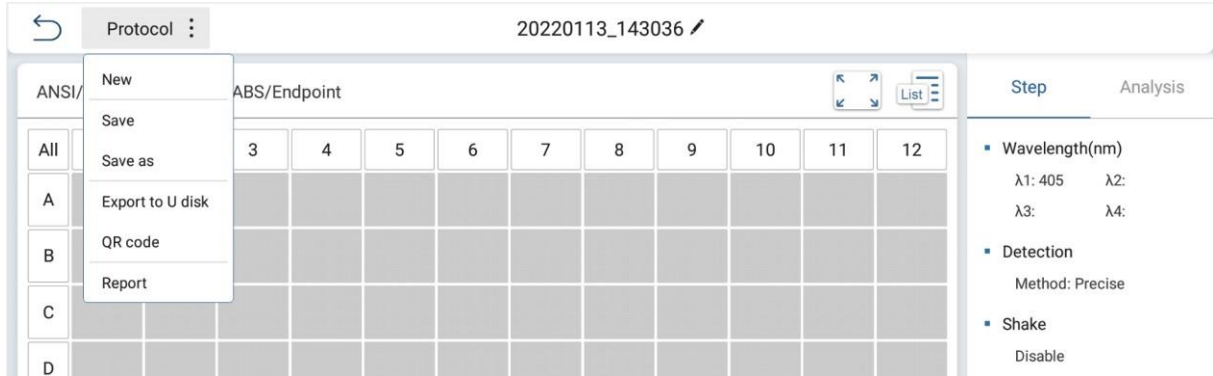 Protocol
20220113_143036
New
Save
Save as
Export to U disk
QR code
Report
ANSI/ ABS/Endpoint
List
All 3 4 5 6 7 8 9 10 11 12
A
B
C
D
Step Analysis
Wavelength(nm)
λ1: 405 λ2:
λ3: λ4:
Detection
Method: Precise
Shake
Disable